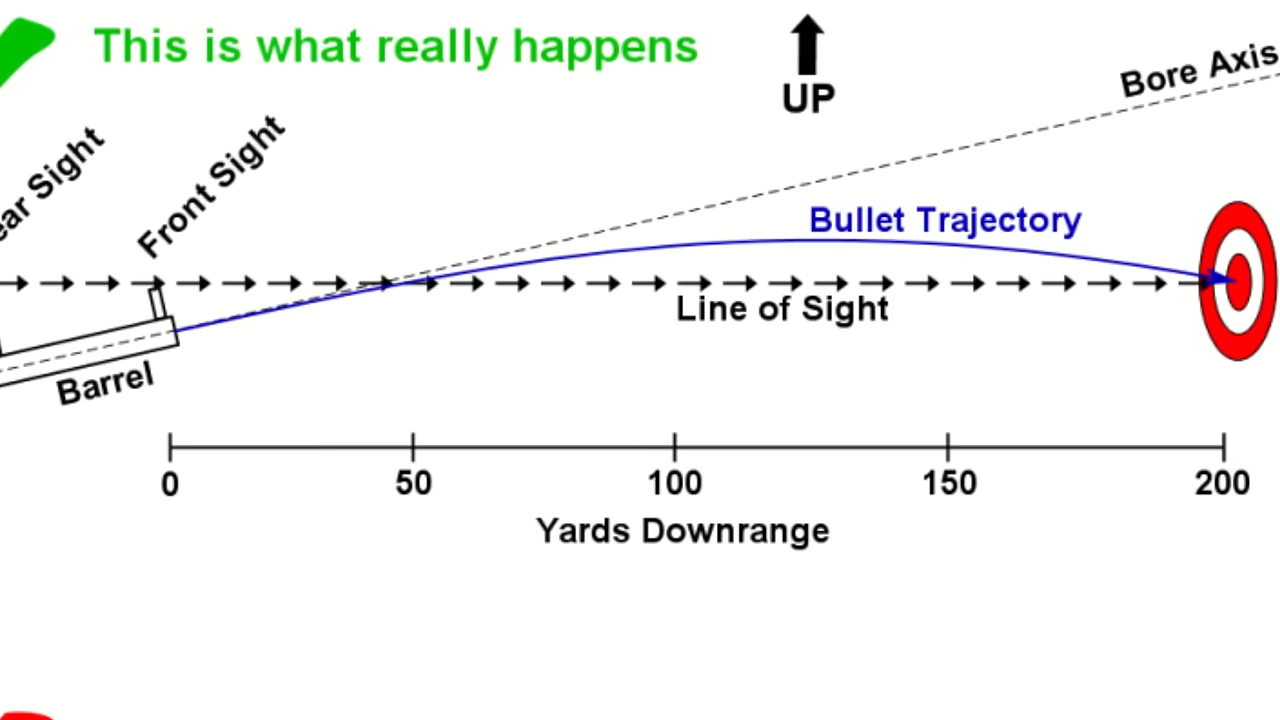 This is what really happens
UP
Bore Axis
Sight
Front Sight
Bullet Trajectory
Line of Sight
Barrel
0 50 100 150 200
Yards Downrange